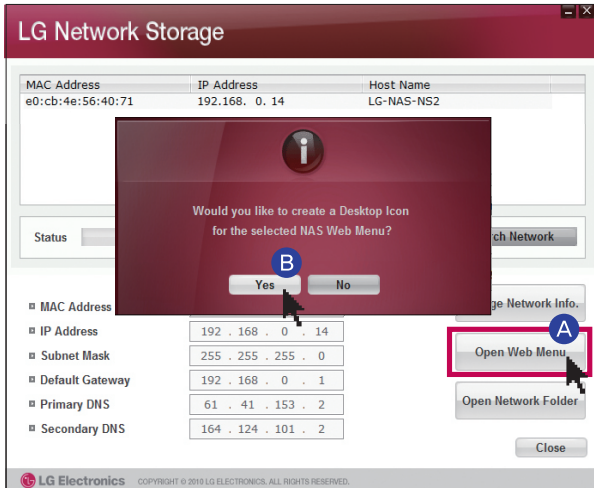 LG Network Storage
MAC Address IP Address Host Name
e0:cb:4e:56:40:71 192.168. 0. 14 LG-NAS-NS2
Would you like to create a Desktop Icon
for the selected NAS Web Menu?
B
Yes No
Status
Network
MAC Address
Network Info.
A
IP Address 192 . 168 . 0 . 14
Subnet Mask 255 . 255 . 255 . 0
Open Web Menu
Default Gateway 192 . 168 . 0 . 1
Primary DNS 61 . 41 . 153 . 2
Open Network Folder
Secondary DNS 164 . 124 . 101 . 2
Close
LG Electronics COPYRIGHT © 2010 LG ELECTRONICS. ALL RIGHTS RESERVED.